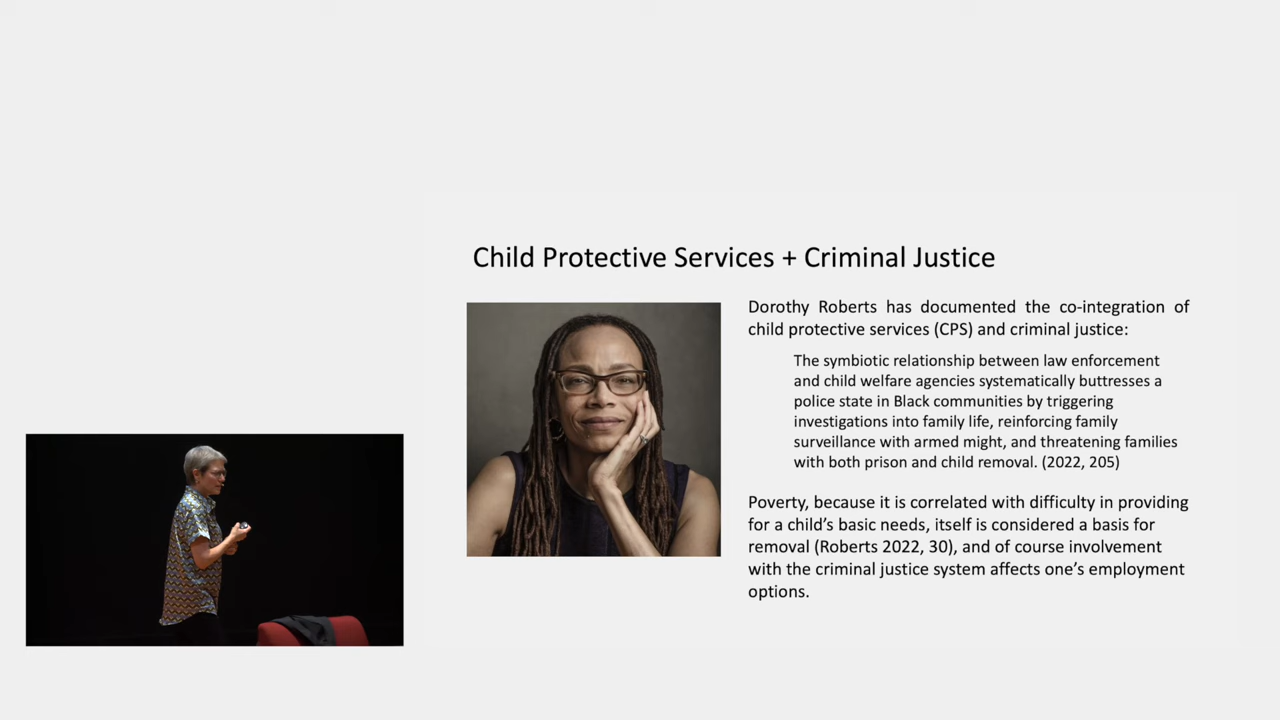 Child Protective Services + Criminal Justice
Dorothy Roberts has documented the co-integration of
child protective services (CPS) and criminal justice:
The symbiotic relationship between law enforcement
and child welfare agencies systematically buttresses a
police state in Black communities by triggering
investigations into family life, reinforcing family
surveillance with armed might, and threatening families
with both prison and child removal. (2022, 205)
Poverty, because it is correlated with difficulty in providing
for a child’s basic needs, itself is considered a basis for
removal (Roberts 2022, 30), and of course involvement
with the criminal justice system affects one’s employment
options.